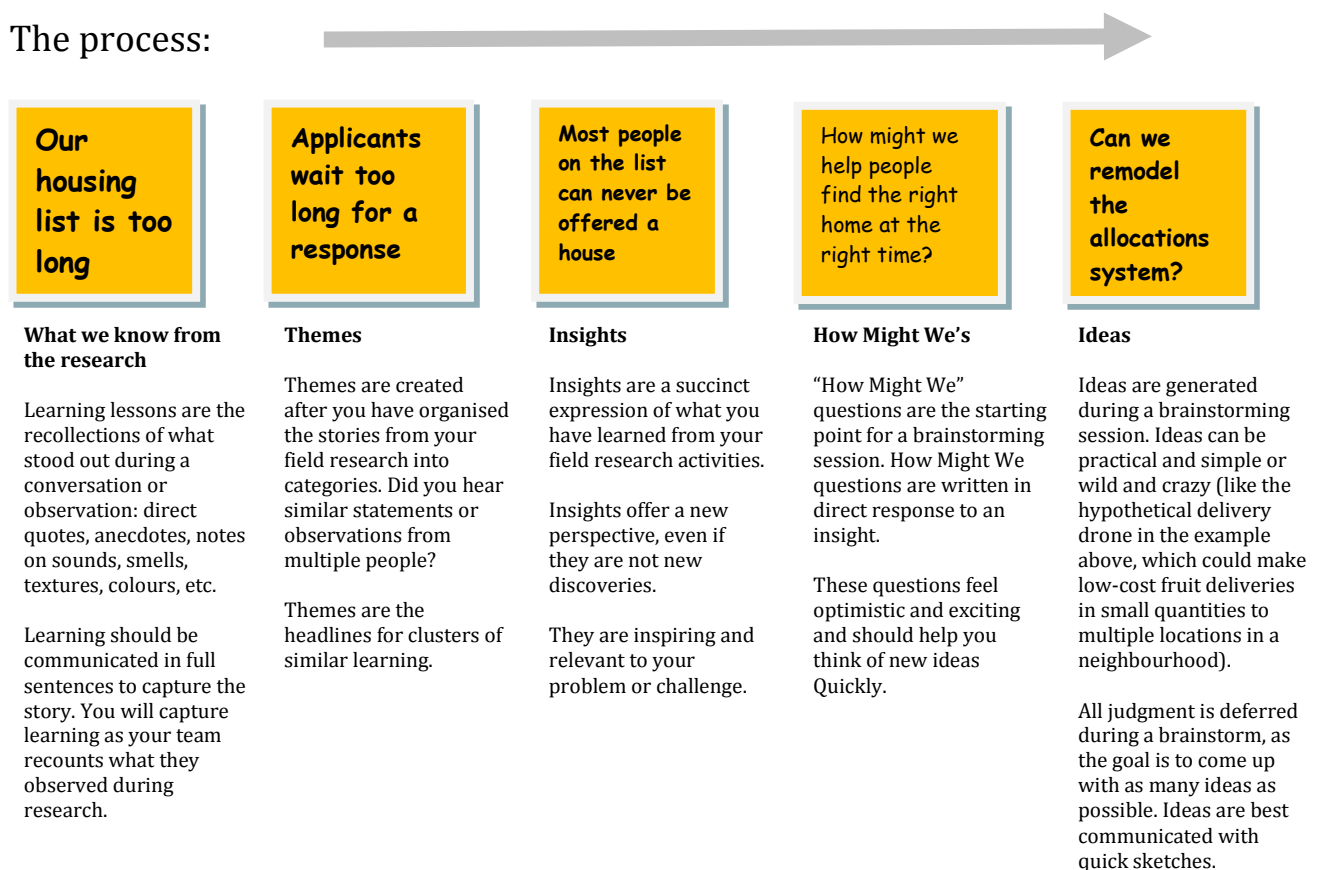 The process:
Our
housing
list is too
long
Applicants
wait too
long for a
response
Most people
on the list
can never be
offered a
house
How might we
help people
find the right
home at the
right time?
Can we
remodel
the
allocations
system?
What we know from
the research
Learning lessons are the
recollections of what
stood out during a
conversation or
observation: direct
quotes, anecdotes, notes
on sounds, smells,
textures, colours, etc.
Learning should be
communicated in full
sentences to capture the
story. You will capture
learning as your team
recounts what they
observed during
research.
Themes
Themes are created
after you have organised
the stories from your
field research into
categories. Did you hear
similar statements or
observations from
multiple people?
Themes are the
headlines for clusters of
similar learning.
Insights
Insights are a succinct
expression of what you
have learned from your
field research activities.
Insights offer a new
perspective, even if
they are not new
discoveries.
They are inspiring and
relevant to your
problem or challenge.
How Might We’s
“How Might We”
questions are the starting
point for a brainstorming
session. How Might We
questions are written in
direct response to an
insight.
These questions feel
optimistic and exciting
and should help you
think of new ideas
Quickly.
Ideas
Ideas are generated
during a brainstorming
session. Ideas can be
practical and simple or
wild and crazy (like the
hypothetical delivery
drone in the example
above, which could make
low-cost fruit deliveries
in small quantities to
multiple locations in a
neighbourhood).
All judgment is deferred
during a brainstorm, as
the goal is to come up
with as many ideas as
possible. Ideas are best
communicated with
quick sketches.